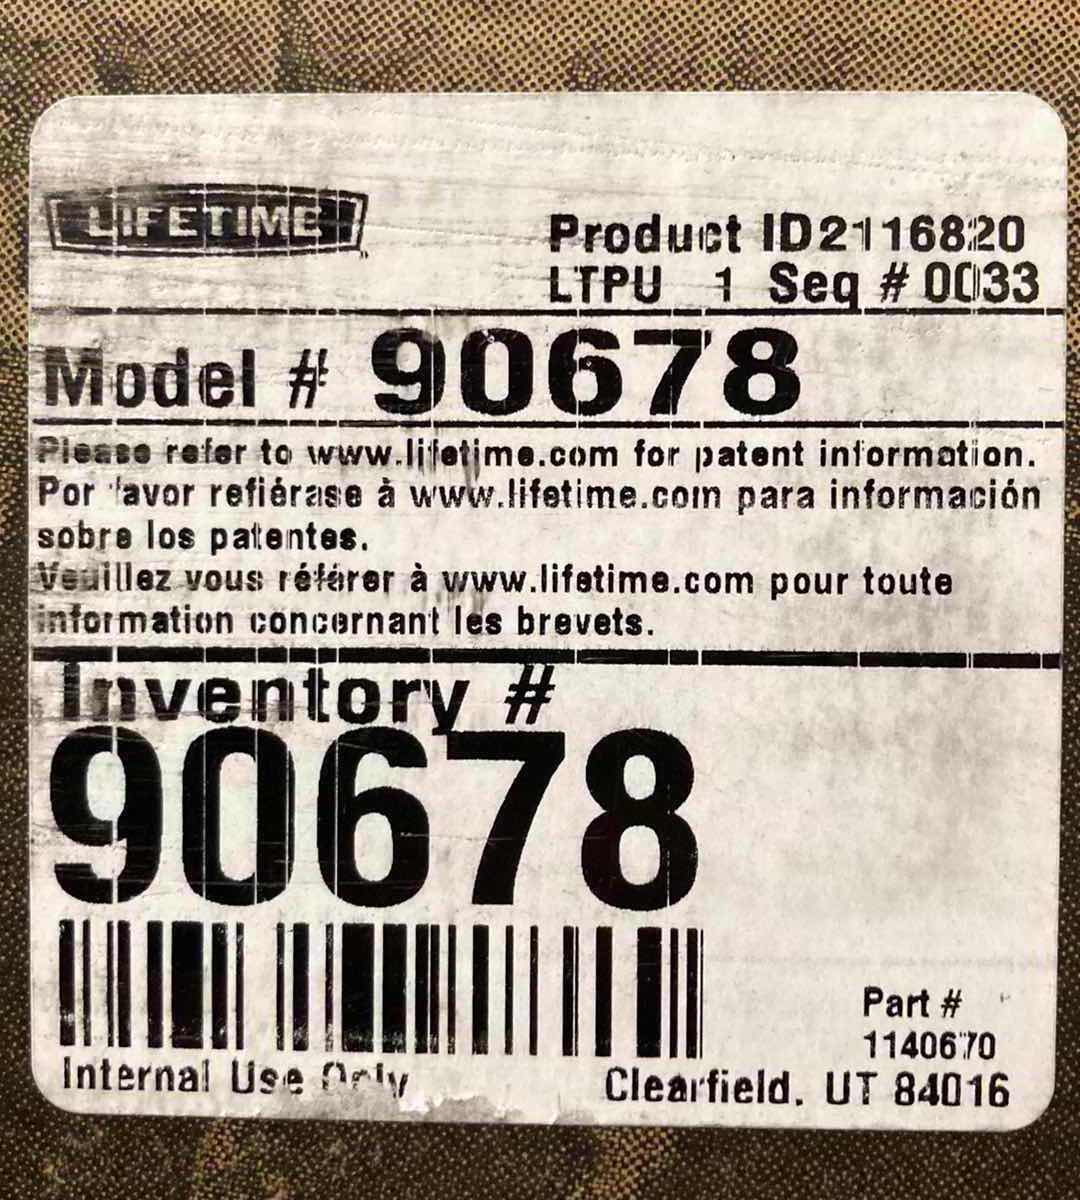 LIFETIME
Product ID2116820
LTPU 1 Seq # 0033
Model # 90678
Please refer to www.lifetime.com for patent information.
Por favor refiérase à www.lifetime.com para información
sobre los patentes.
Veuillez vous référer à www.lifetime.com pour toute
information concernant les brevets.
Inventory #
90678
Part #
1140670
Internal Use Only
Clearfield, UT 84016